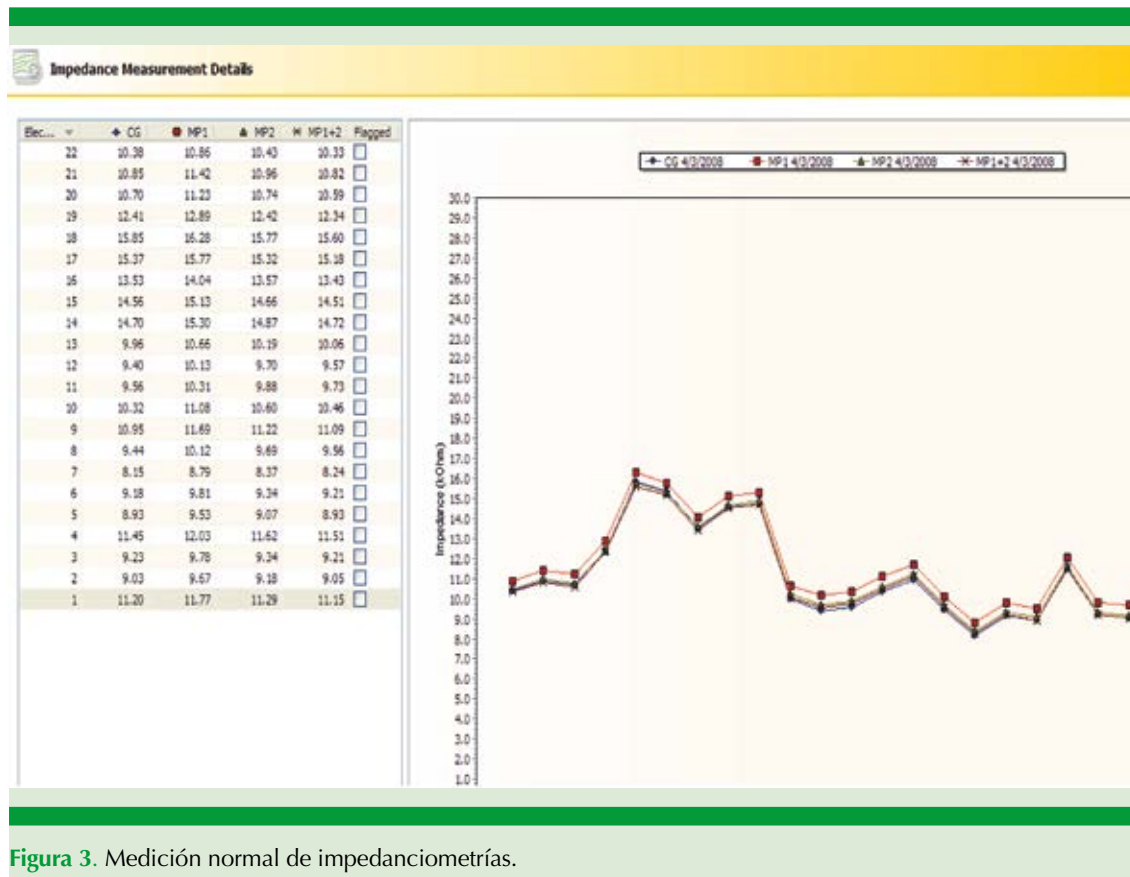 Impedance Measurement Details
Elec... CG MP1 MP2 MP1+2 Flagged
22 10.38 10.86 10.43 10.33
21 10.85 11.42 10.96 10.82
20 10.70 11.23 10.74 10.59
19 12.41 12.89 12.42 12.34
18 15.85 16.28 15.77 15.60
17 15.37 15.77 15.32 15.18
16 13.53 14.04 13.57 13.43
15 14.56 15.13 14.66 14.51
14 14.70 15.30 14.87 14.72
13 9.96 10.66 10.19 10.06
12 9.40 10.13 9.70 9.57
11 9.56 10.31 9.88 9.73
10 10.32 11.08 10.60 10.46
9 10.95 11.69 11.22 11.09
8 9.44 10.12 9.69 9.56
7 8.15 8.79 8.37 8.24
6 9.18 9.81 9.34 9.21
5 8.93 9.53 9.07 8.93
4 11.45 12.03 11.62 11.51
3 9.23 9.78 9.34 9.21
2 9.03 9.67 9.18 9.05
1 11.20 11.77 11.29 11.15
CG 4/3/2008 MP1 4/3/2008 MP2 4/3/2008 MP1+2 4/3/2008
30.0
29.0
28.0
27.0
26.0
25.0
24.0
23.0
22.0
21.0
20.0
19.0
18.0
17.0
16.0
15.0
14.0
13.0
12.0
11.0
10.0
9.0
8.0
7.0
6.0
5.0
4.0
3.0
2.0
1.0
Impedance (kOhm)
Figura 3. Medición normal de impedanciometrías.